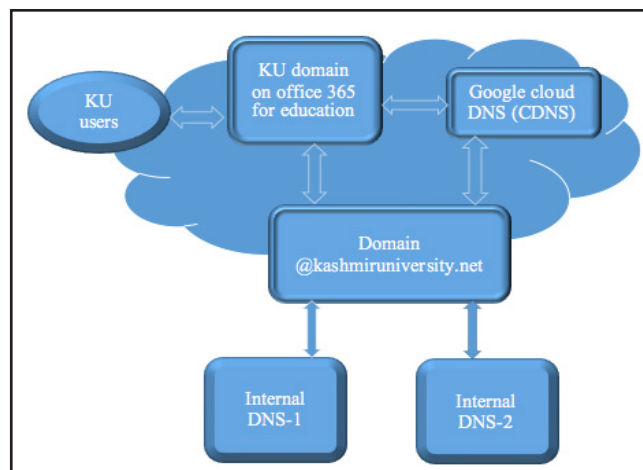 KU
users
KU domain
on office 365
for education
Google cloud
DNS (CDNS)
Domain
@kashmiruniversity.net
Internal
DNS-1
Internal
DNS-2